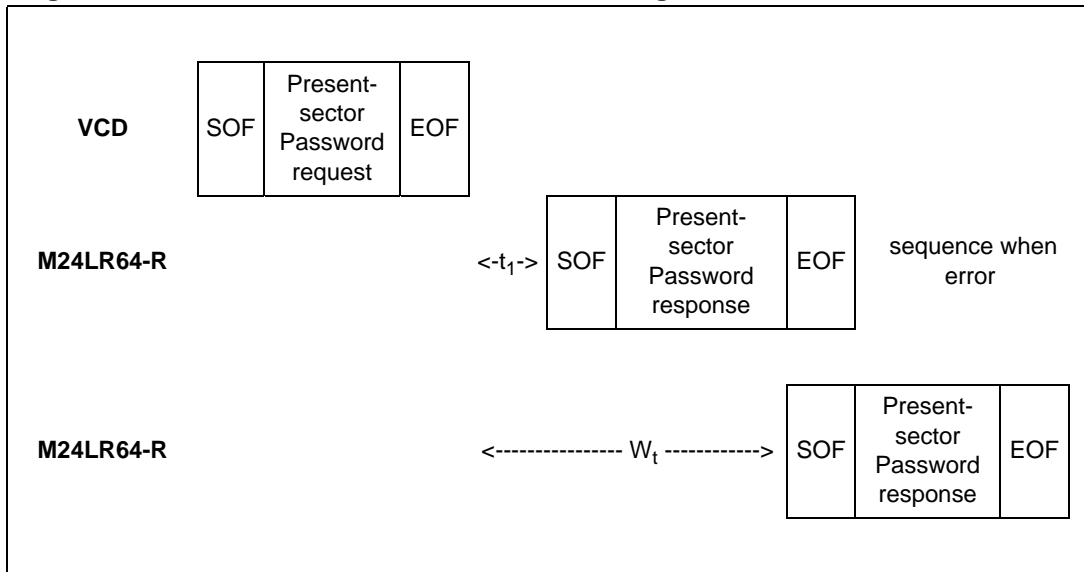 VCD
SOF
Present-
sector
Password
request
EOF
M24LR64-R
<-t1->
SOF
Present-
sector
Password
response
EOF
sequence when
error
M24LR64-R
<---------------- Wt ------------>
SOF
Present-
sector
Password
response
EOF